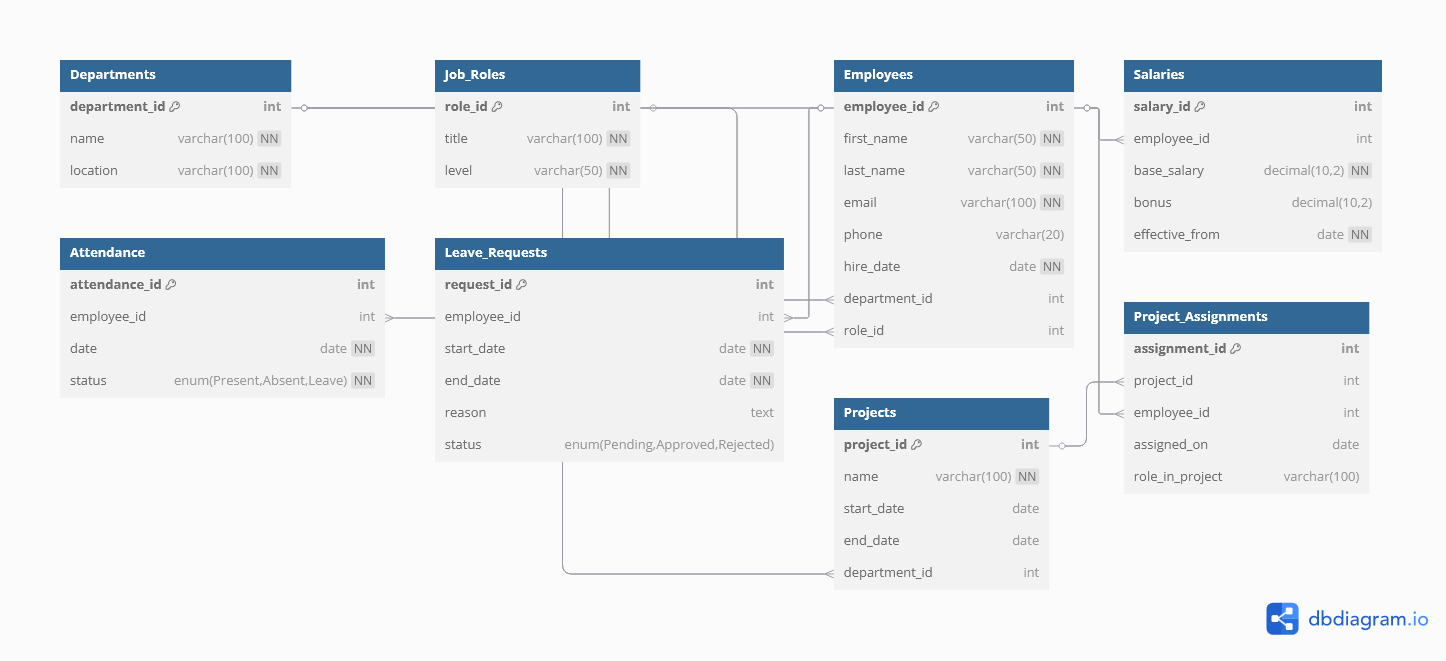 Departments
department_id int
name varchar(100) NN
location varchar(100) NN
Job_Roles
role_id int
title varchar(100) NN
level varchar(50) NN
Employees
employee_id int
first_name varchar(50) NN
last_name varchar(50) NN
email varchar(100) NN
phone varchar(20)
hire_date date NN
department_id int
role_id int
Salaries
salary_id int
employee_id int
base_salary decimal(10,2) NN
bonus decimal(10,2)
effective_from date NN
Attendance
attendance_id int
employee_id int
date date NN
status enum(Present,Absent,Leave) NN
Leave_Requests
request_id int
employee_id int
start_date date NN
end_date date NN
reason text
status enum(Pending,Approved,Rejected)
Projects
project_id int
name varchar(100) NN
start_date date
end_date date
department_id int
Project_Assignments
assignment_id int
project_id int
employee_id int
assigned_on date
role_in_project varchar(100)
dbdiagram.io